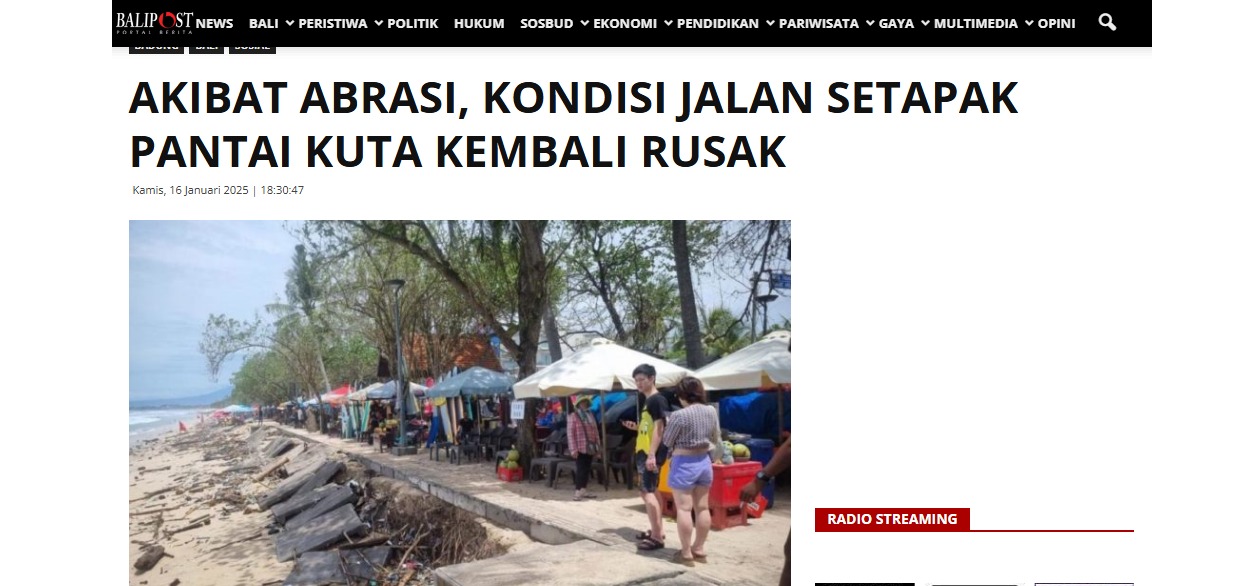 BALIPOST
PORTAL BERITA
NEWS BALI PERISTIWA POLITIK HUKUM SOSBUD EKONOMI PENDIDIKAN PARIWISATA GAYA MULTIMEDIA OPINI
BADUNG BALI SOSIAL
AKIBAT ABRASI, KONDISI JALAN SETAPAK
PANTAI KUTA KEMBALI RUSAK
Kamis, 16 Januari 2025 | 18:30:47
RADIO STREAMING